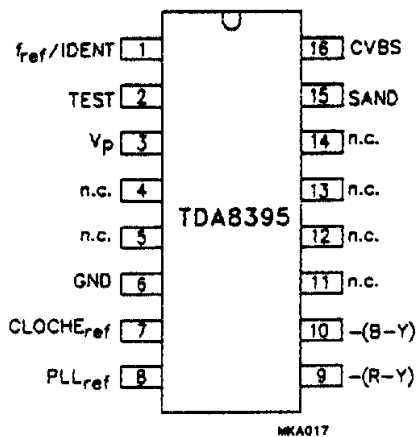 f_ref/IDENT 1 16 CVBS
TEST 2 15 SAND
V_p 3 14 n.c.
n.c. 4 13 n.c.
TDA8395
n.c. 5 12 n.c.
GND 6 11 n.c.
CLOCHE_ref 7 10 -(B-Y)
PLL_ref 8 9 -(R-Y)
MKA017